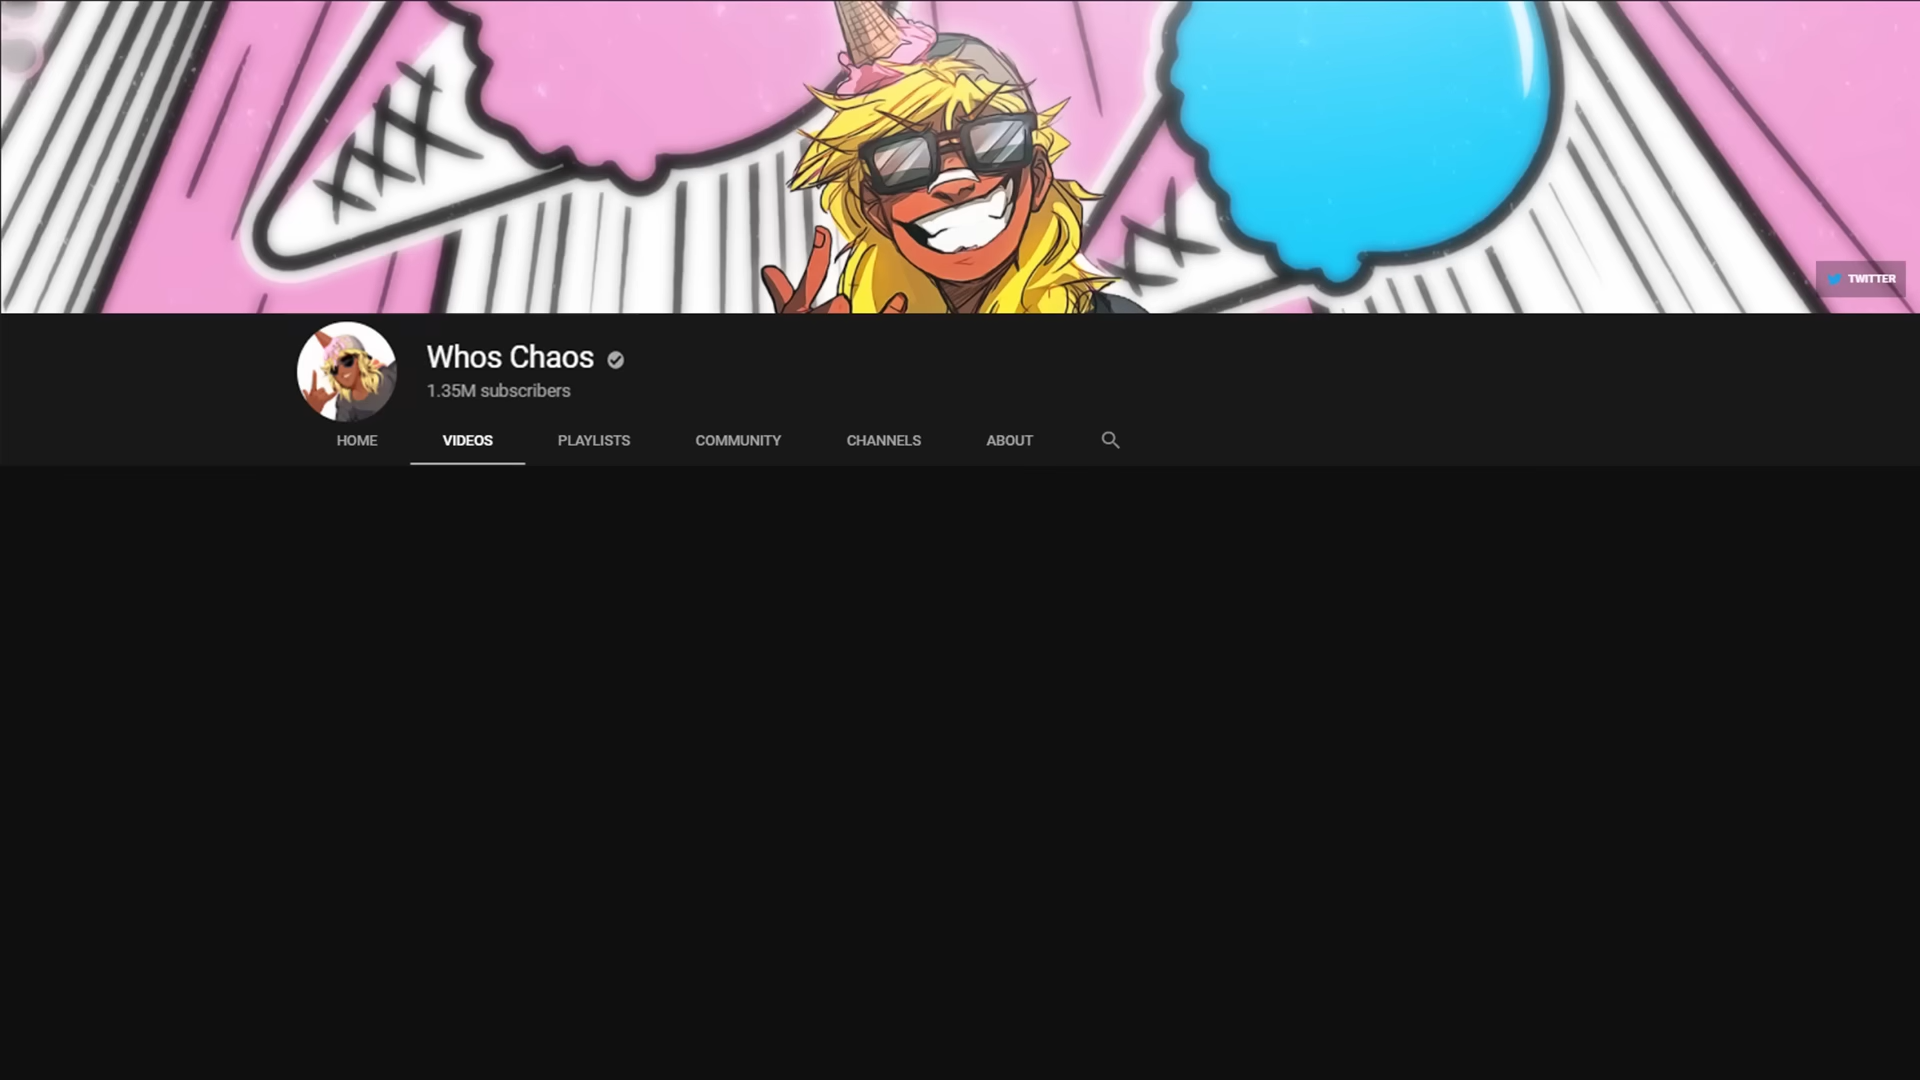 TWITTER
Whos Chaos
1.35M subscribers
HOME VIDEOS PLAYLISTS COMMUNITY CHANNELS ABOUT